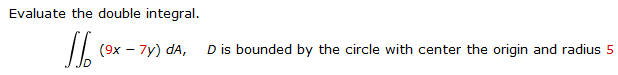 Evaluate the double integral.
∬_D (9x − 7y) dA, D is bounded by the circle with center the origin and radius 5